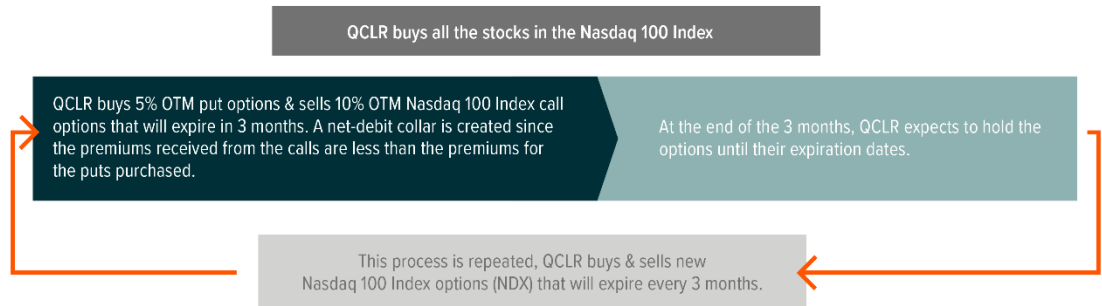 QCLR buys all the stocks in the Nasdaq 100 Index
QCLR buys 5% OTM put options & sells 10% OTM Nasdaq 100 Index call
options that will expire in 3 months. A net-debit collar is created since
the premiums received from the calls are less than the premiums for
the puts purchased.
At the end of the 3 months, QCLR expects to hold the
options until their expiration dates.
This process is repeated, QCLR buys & sells new
Nasdaq 100 Index options (NDX) that will expire every 3 months.